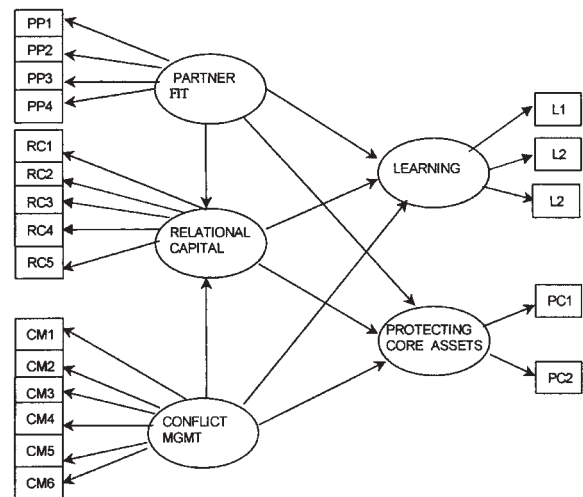 PP1
PP2
PP3
PP4
PARTNER
FIT
RC1
RC2
RC3
RC4
RC5
RELATIONAL
CAPITAL
CM1
CM2
CM3
CM4
CM5
CM6
CONFLICT
MGMT
LEARNING
L1
L2
L2
PROTECTING
CORE ASSETS
PC1
PC2